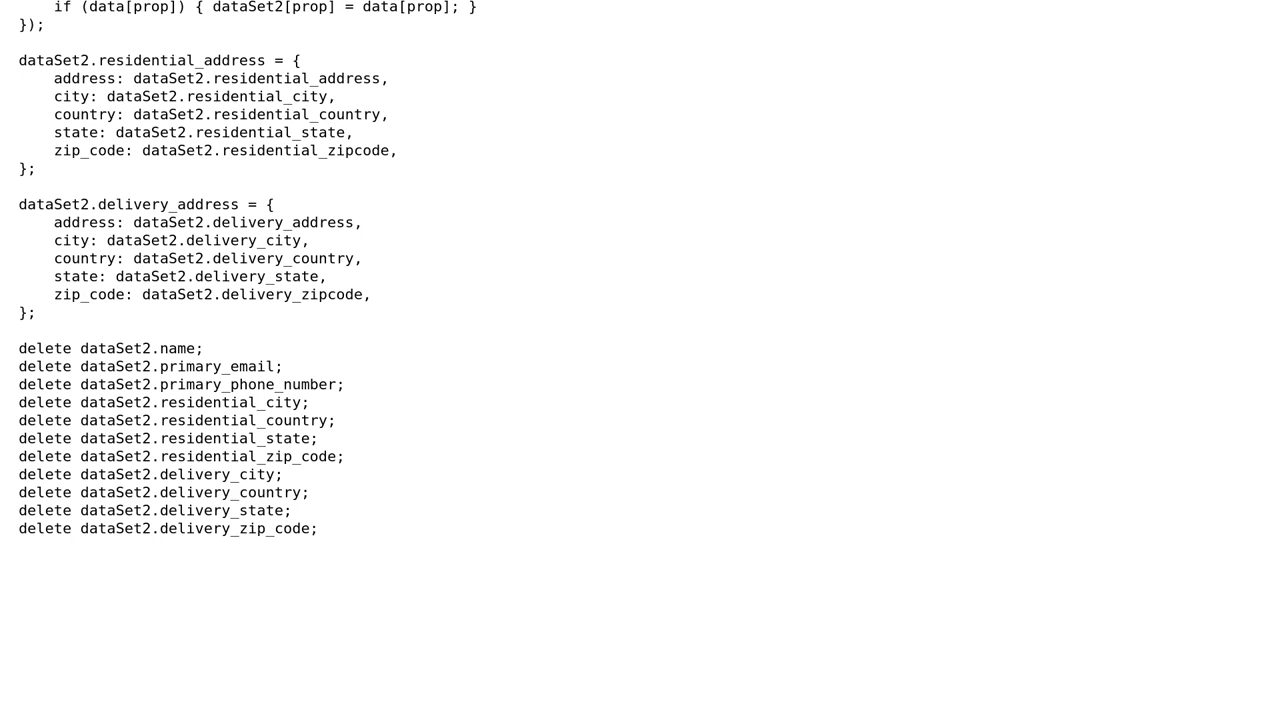 if (data[prop]) { dataSet2[prop] = data[prop]; }
});
dataSet2.residential_address = {
address: dataSet2.residential_address,
city: dataSet2.residential_city,
country: dataSet2.residential_country,
state: dataSet2.residential_state,
zip_code: dataSet2.residential_zipcode,
};
dataSet2.delivery_address = {
address: dataSet2.delivery_address,
city: dataSet2.delivery_city,
country: dataSet2.delivery_country,
state: dataSet2.delivery_state,
zip_code: dataSet2.delivery_zipcode,
};
delete dataSet2.name;
delete dataSet2.primary_email;
delete dataSet2.primary_phone_number;
delete dataSet2.residential_city;
delete dataSet2.residential_country;
delete dataSet2.residential_state;
delete dataSet2.residential_zip_code;
delete dataSet2.delivery_city;
delete dataSet2.delivery_country;
delete dataSet2.delivery_state;
delete dataSet2.delivery_zip_code;